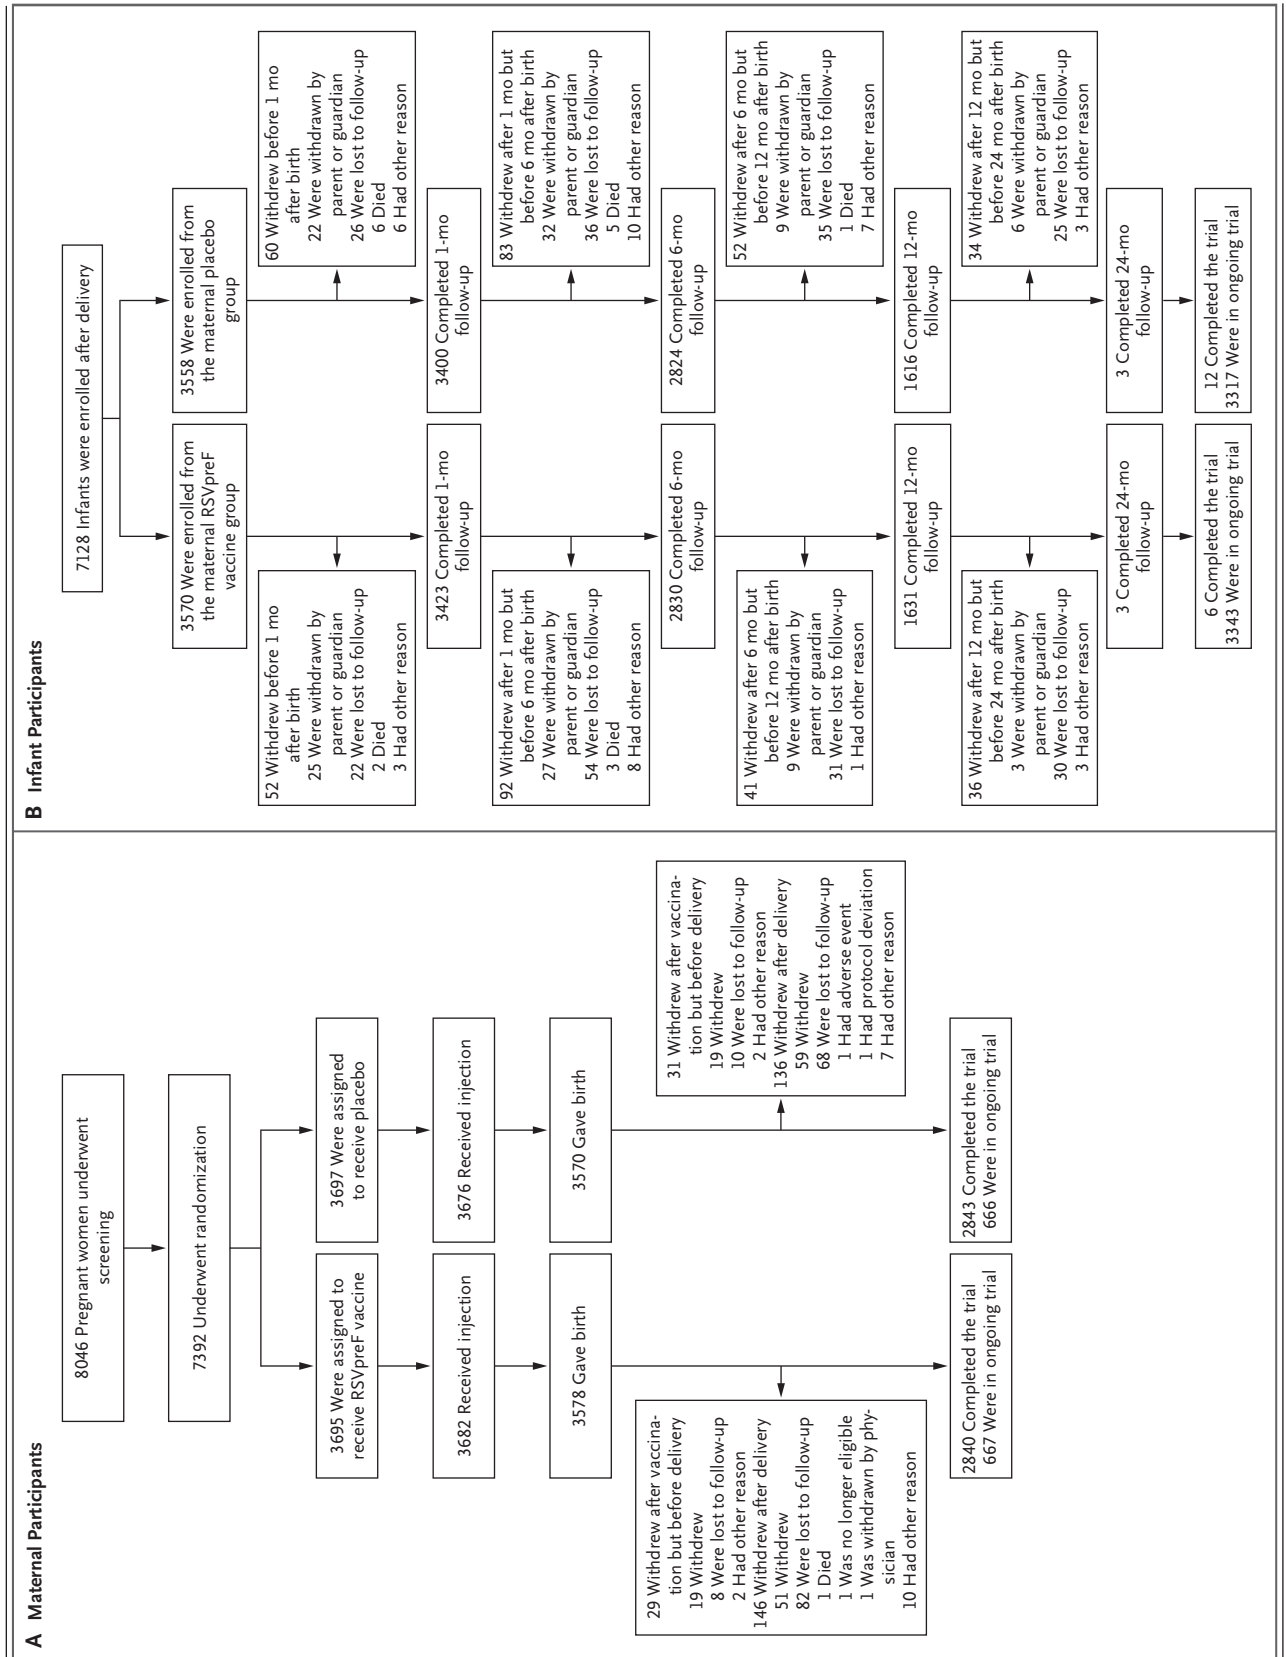 A Maternal Participants
8046 Pregnant women underwent
screening
7392 Underwent randomization
3695 Were assigned to
receive RSVpreF vaccine
3697 Were assigned
to receive placebo
3682 Received injection
3676 Received injection
3578 Gave birth
3570 Gave birth
29 Withdrew after vaccina-
tion but before delivery
19 Withdrew
8 Were lost to follow-up
2 Had other reason
146 Withdrew after delivery
51 Withdrew
82 Were lost to follow-up
1 Died
1 Was no longer eligible
1 Was withdrawn by phy-
sician
10 Had other reason
31 Withdrew after vaccina-
tion but before delivery
19 Withdrew
10 Were lost to follow-up
2 Had other reason
136 Withdrew after delivery
59 Withdrew
68 Were lost to follow-up
1 Had adverse event
1 Had protocol deviation
7 Had other reason
2840 Completed the trial
667 Were in ongoing trial
2843 Completed the trial
666 Were in ongoing trial
B Infant Participants
7128 Infants were enrolled after delivery
3570 Were enrolled from
the maternal RSVpreF
vaccine group
3558 Were enrolled from
the maternal placebo
group
52 Withdrew before 1 mo
after birth
25 Were withdrawn by
parent or guardian
22 Were lost to follow-up
2 Died
3 Had other reason
60 Withdrew before 1 mo
after birth
22 Were withdrawn by
parent or guardian
26 Were lost to follow-up
6 Died
6 Had other reason
3423 Completed 1-mo
follow-up
3400 Completed 1-mo
follow-up
92 Withdrew after 1 mo but
before 6 mo after birth
27 Were withdrawn by
parent or guardian
54 Were lost to follow-up
3 Died
8 Had other reason
83 Withdrew after 1 mo but
before 6 mo after birth
32 Were withdrawn by
parent or guardian
36 Were lost to follow-up
5 Died
10 Had other reason
2830 Completed 6-mo
follow-up
2824 Completed 6-mo
follow-up
41 Withdrew after 6 mo but
before 12 mo after birth
9 Were withdrawn by
parent or guardian
31 Were lost to follow-up
1 Had other reason
52 Withdrew after 6 mo but
before 12 mo after birth
9 Were withdrawn by
parent or guardian
35 Were lost to follow-up
1 Died
7 Had other reason
1631 Completed 12-mo
follow-up
1616 Completed 12-mo
follow-up
36 Withdrew after 12 mo but
before 24 mo after birth
3 Were withdrawn by
parent or guardian
30 Were lost to follow-up
3 Had other reason
34 Withdrew after 12 mo but
before 24 mo after birth
6 Were withdrawn by
parent or guardian
25 Were lost to follow-up
3 Had other reason
3 Completed 24-mo
follow-up
3 Completed 24-mo
follow-up
6 Completed the trial
3343 Were in ongoing trial
12 Completed the trial
3317 Were in ongoing trial